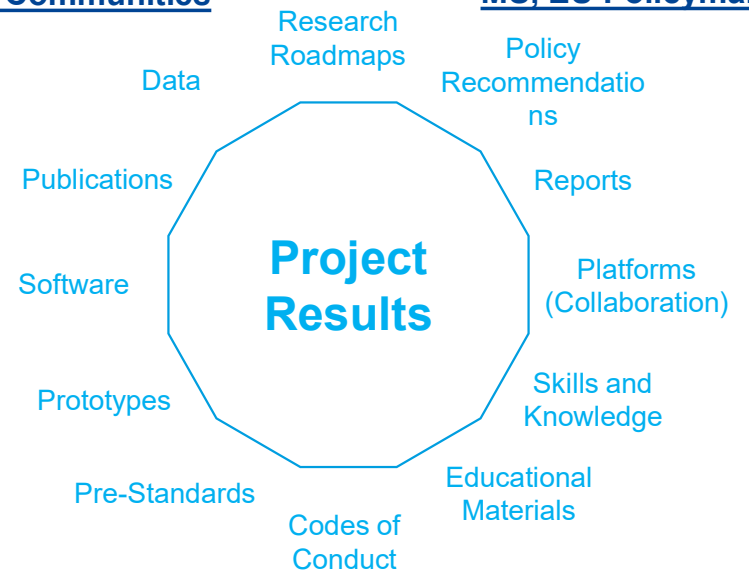 Communities
Research
Roadmaps
Policy
Recommendatio
ns
Data
Publications
Reports
Project
Results
Software
Platforms
(Collaboration)
Prototypes
Skills and
Knowledge
Pre-Standards
Educational
Materials
Codes of
Conduct